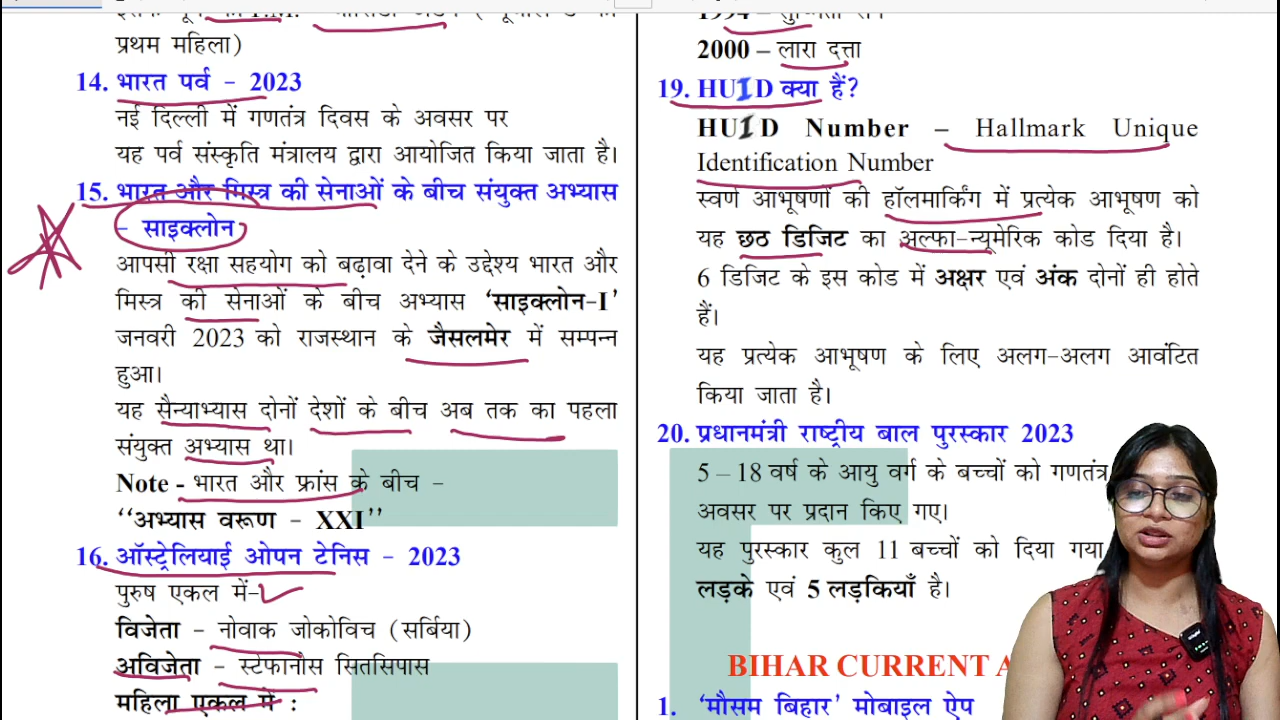 प्रथम महिला)
14. भारत पर्व - 2023
नई दिल्ली में गणतंत्र दिवस के अवसर पर
यह पर्व संस्कृति मंत्रालय द्वारा आयोजित किया जाता है।
15. भारत और मिस्त्र की सेनाओं के बीच संयुक्त अभ्यास
- साइक्लोन
आपसी रक्षा सहयोग को बढ़ावा देने के उद्देश्य भारत और
मिस्त्र की सेनाओं के बीच अभ्यास ‘साइक्लोन-I’
जनवरी 2023 को राजस्थान के जैसलमेर में सम्पन्न
हुआ।
यह सैन्याभ्यास दोनों देशों के बीच अब तक का पहला
संयुक्त अभ्यास था।
Note - भारत और फ्रांस के बीच -
‘‘अभ्यास वरूण - XXI’’
16. ऑस्ट्रेलियाई ओपन टेनिस - 2023
पुरुष एकल में-
विजेता - नोवाक जोकोविच (सर्बिया)
अविजेता - स्टेफानौस सितसिपास
महिला एकल में :
1994 –
2000 – लारा दत्ता
19. HUID क्या हैं?
HUID Number – Hallmark Unique
Identification Number
स्वर्ण आभूषणों की हॉलमार्किंग में प्रत्येक आभूषण को
यह छठ डिजिट का अल्फा-न्यूमेरिक कोड दिया है।
6 डिजिट के इस कोड में अक्षर एवं अंक दोनों ही होते
हैं।
यह प्रत्येक आभूषण के लिए अलग-अलग आवंटित
किया जाता है।
20. प्रधानमंत्री राष्ट्रीय बाल पुरस्कार 2023
5 – 18 वर्ष के आयु वर्ग के बच्चों को गणतंत्र
अवसर पर प्रदान किए गए।
यह पुरस्कार कुल 11 बच्चों को दिया गया
लड़के एवं 5 लड़कियाँ है।
BIHAR CURRENT A
1. ‘मौसम बिहार’ मोबाइल ऐप